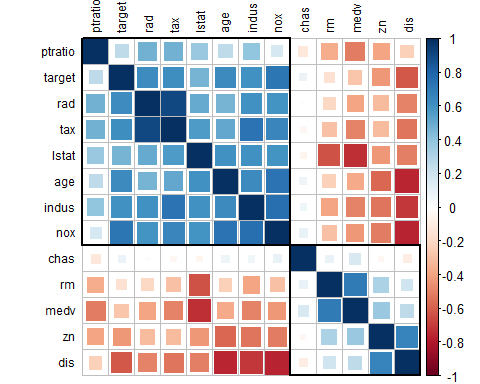 ptratio target rad tax lstat age indus nox chas rm medv zn dis
ptratio
target
rad
tax
lstat
age
indus
nox
chas
rm
medv
zn
dis
1
0.8
0.6
0.4
0.2
0
-0.2
-0.4
-0.6
-0.8
-1